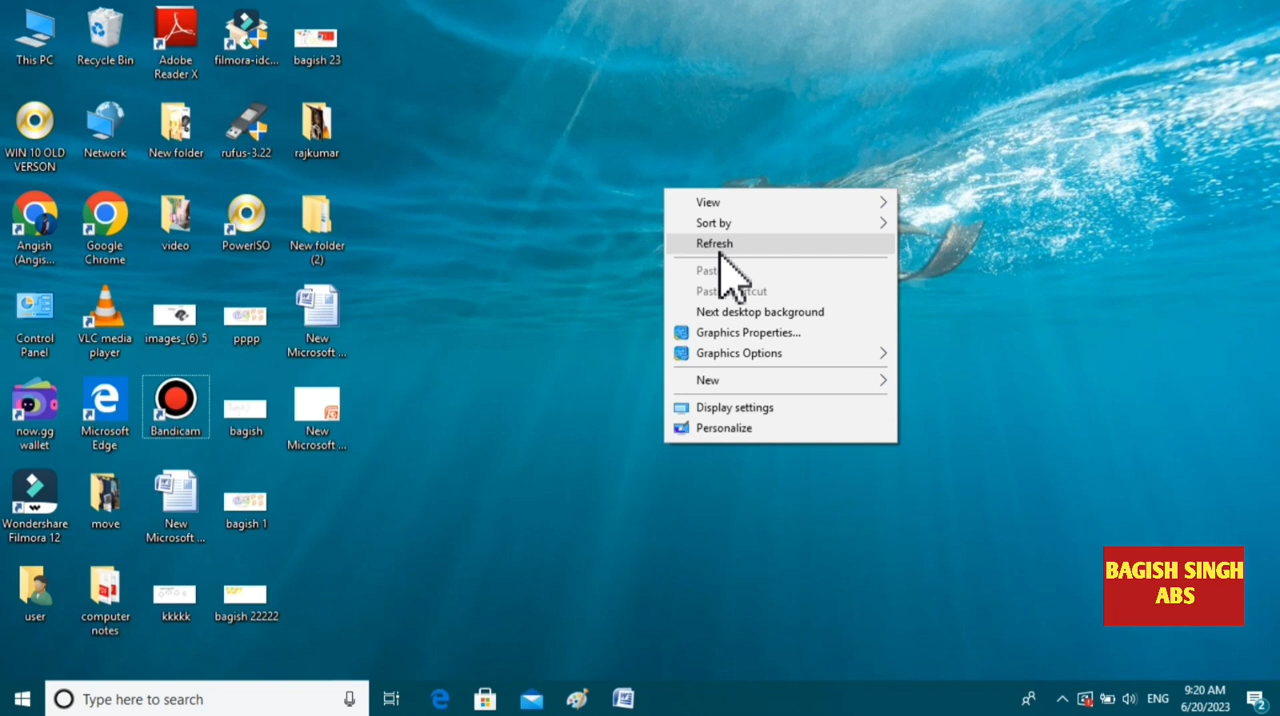 This PC
Recycle Bin
Adobe
Reader X
filmora-idc...
bagish 23
WIN 10 OLD
VERSON
Network
New folder
rufus-3.22
rajkumar
Angish
(Angis...
Google
Chrome
video
PowerISO
New folder
(2)
Control
Panel
VLC media
player
images_(6) 5
pppp
New
Microsoft ...
now.gg
wallet
Microsoft
Edge
Bandicam
bagish
New
Microsoft ...
Wondershare
Filmora 12
move
New
Microsoft ...
bagish 1
user
computer
notes
kkkkk
bagish 22222
View
Sort by
Refresh
Next desktop background
Graphics Properties...
Graphics Options
New
Display settings
Personalize
BAGISH SINGH
ABS
Type here to search
ENG
9:20 AM
6/20/2023
2